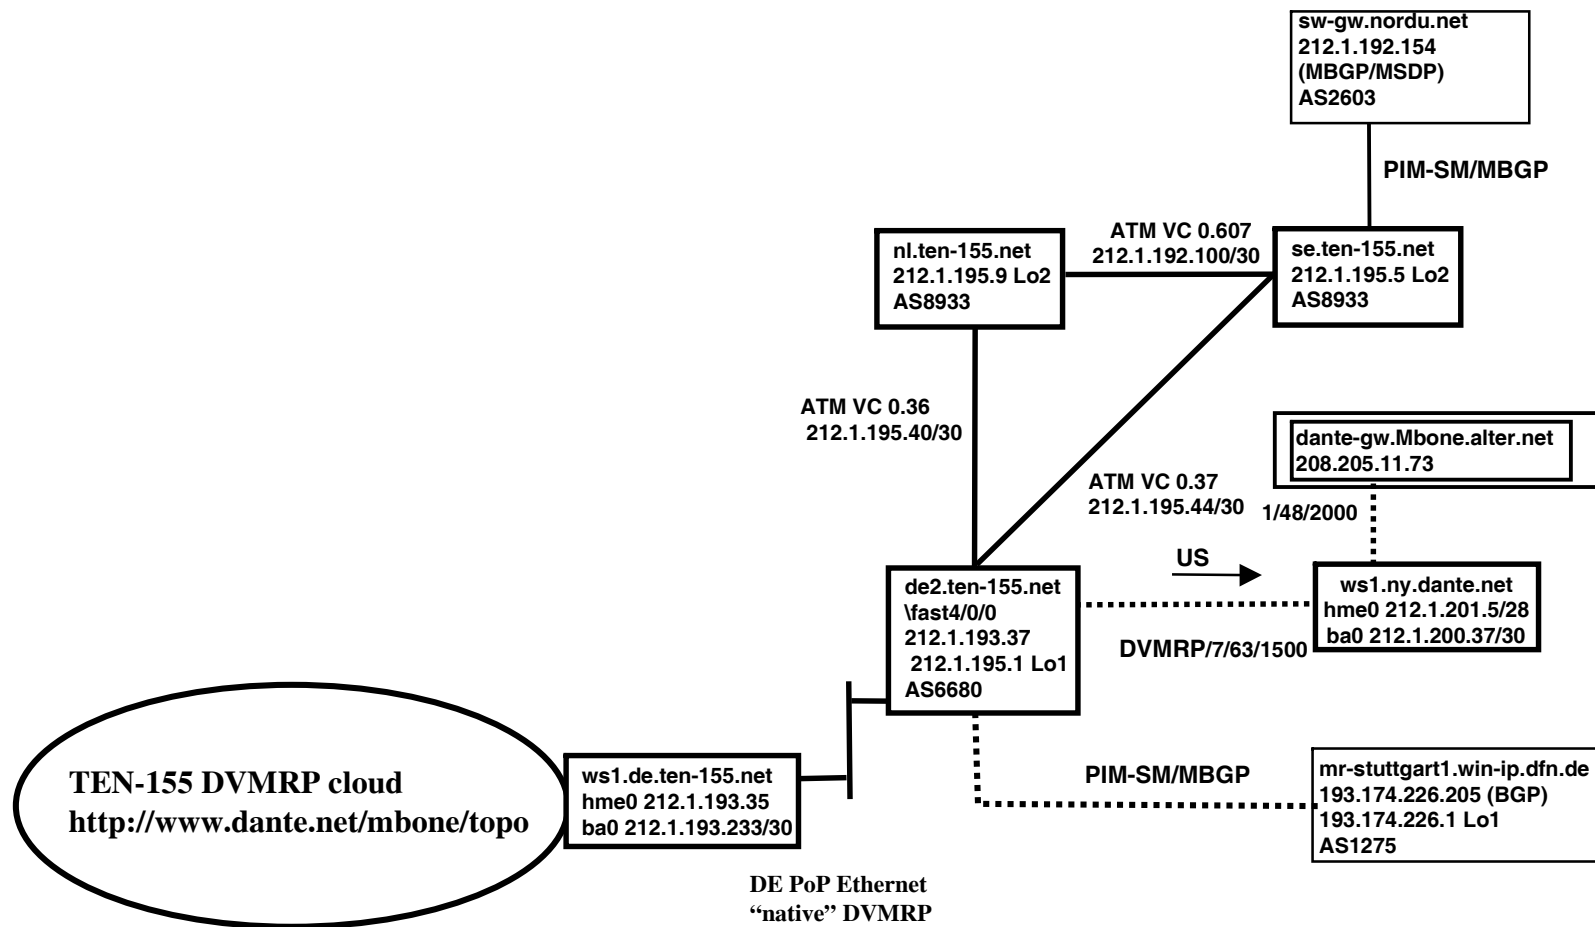 sw-gw.nordu.net
212.1.192.154
(MBGP/MSDP)
AS2603
PIM-SM/MBGP
ATM VC 0.607
212.1.192.100/30
nl.ten-155.net
212.1.195.9 Lo2
AS8933
se.ten-155.net
212.1.195.5 Lo2
AS8933
ATM VC 0.36
212.1.195.40/30
ATM VC 0.37
212.1.195.44/30
dante-gw.Mbone.alter.net
208.205.11.73
1/48/2000
US
de2.ten-155.net
\fast4/0/0
212.1.193.37
212.1.195.1 Lo1
AS6680
DVMRP/7/63/1500
ws1.ny.dante.net
hme0 212.1.201.5/28
ba0 212.1.200.37/30
TEN-155 DVMRP cloud
http://www.dante.net/mbone/topo
ws1.de.ten-155.net
hme0 212.1.193.35
ba0 212.1.193.233/30
PIM-SM/MBGP
mr-stuttgart1.win-ip.dfn.de
193.174.226.205 (BGP)
193.174.226.1 Lo1
AS1275
DE PoP Ethernet
“native” DVMRP